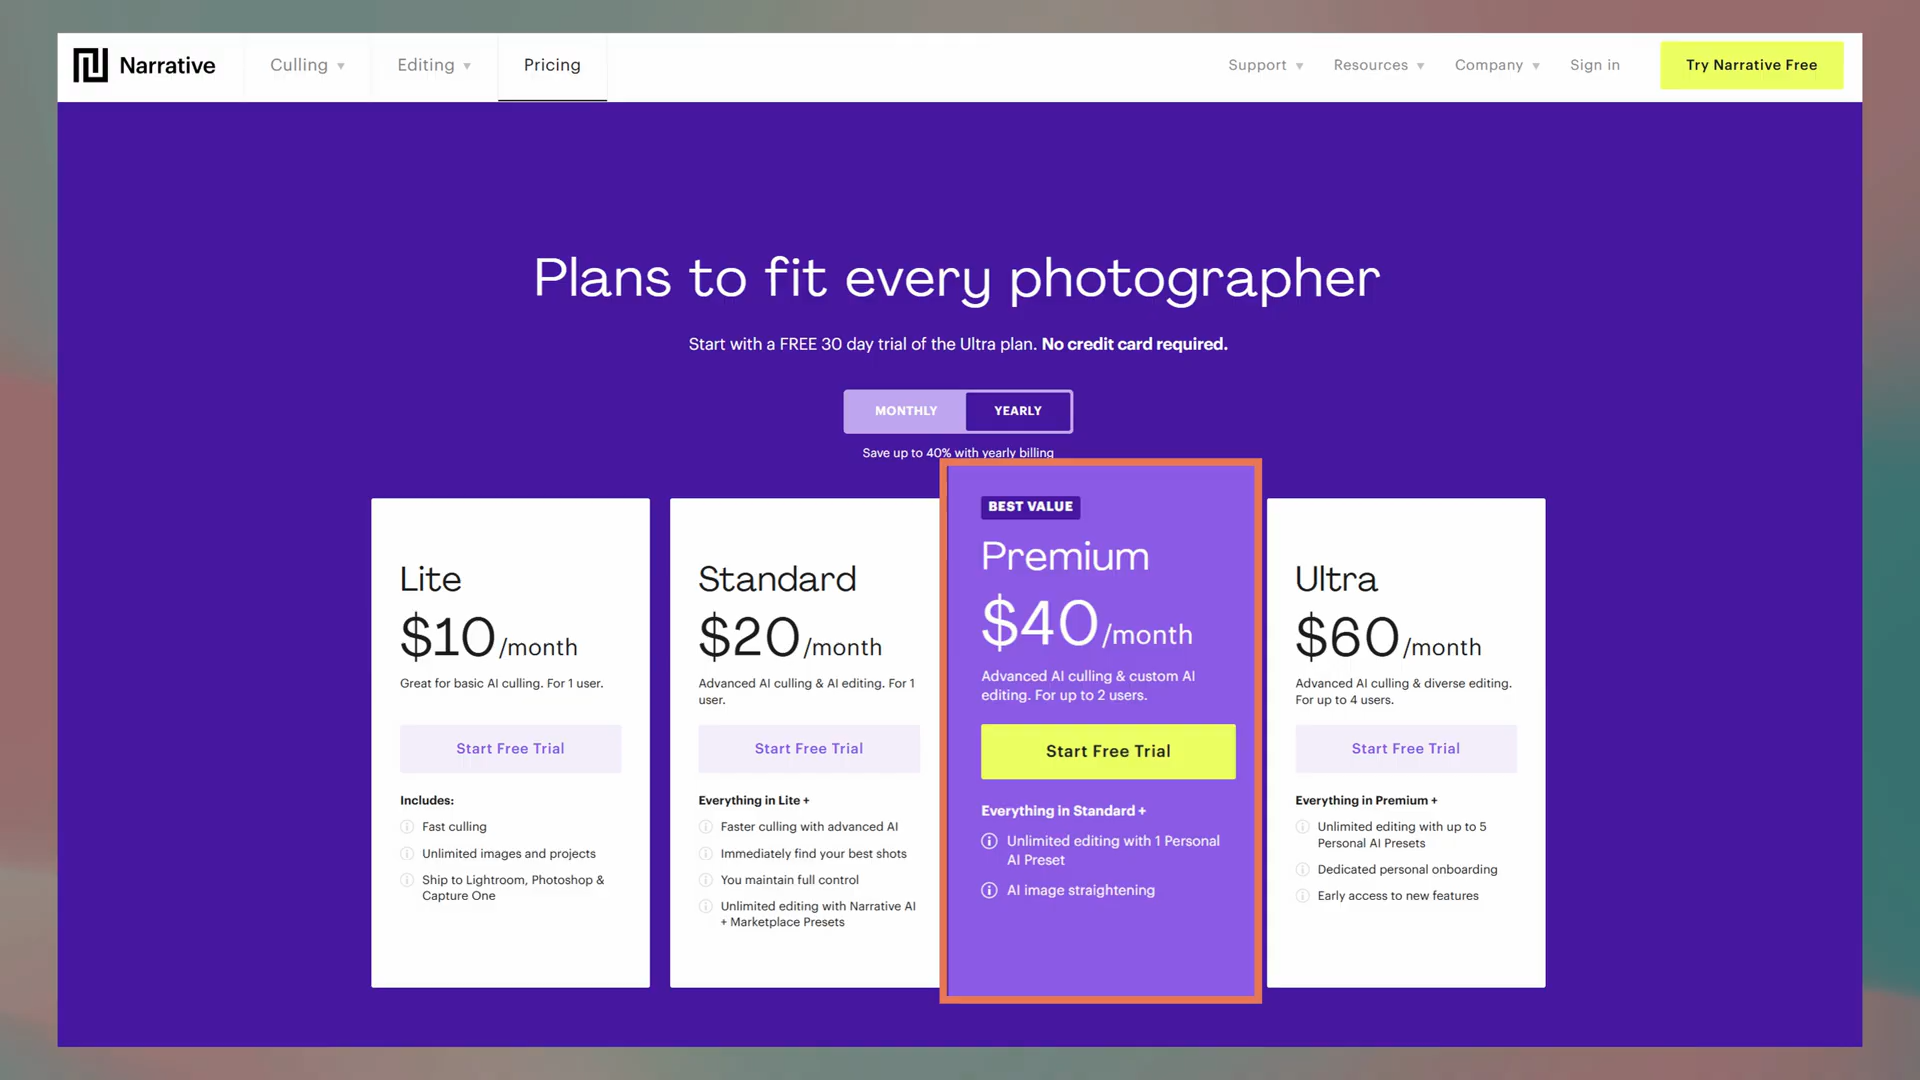 Narrative
Culling
Editing
Pricing
Support
Resources
Company
Sign in
Try Narrative Free
Plans to fit every photographer
Start with a FREE 30 day trial of the Ultra plan. No credit card required.
MONTHLY
YEARLY
Save up to 40% with yearly billing
Lite
$10/month
Great for basic AI culling. For 1 user.
Start Free Trial
Includes:
Fast culling
Unlimited images and projects
Ship to Lightroom, Photoshop &
Capture One
Standard
$20/month
Advanced AI culling & AI editing. For 1
user.
Start Free Trial
Everything in Lite +
Faster culling with advanced AI
Immediately find your best shots
You maintain full control
Unlimited editing with Narrative AI
+ Marketplace Presets
BEST VALUE
Premium
$40/month
Advanced AI culling & custom AI
editing. For up to 2 users.
Start Free Trial
Everything in Standard +
Unlimited editing with 1 Personal
AI Preset
AI image straightening
Ultra
$60/month
Advanced AI culling & diverse editing.
For up to 4 users.
Start Free Trial
Everything in Premium +
Unlimited editing with up to 5
Personal AI Presets
Dedicated personal onboarding
Early access to new features